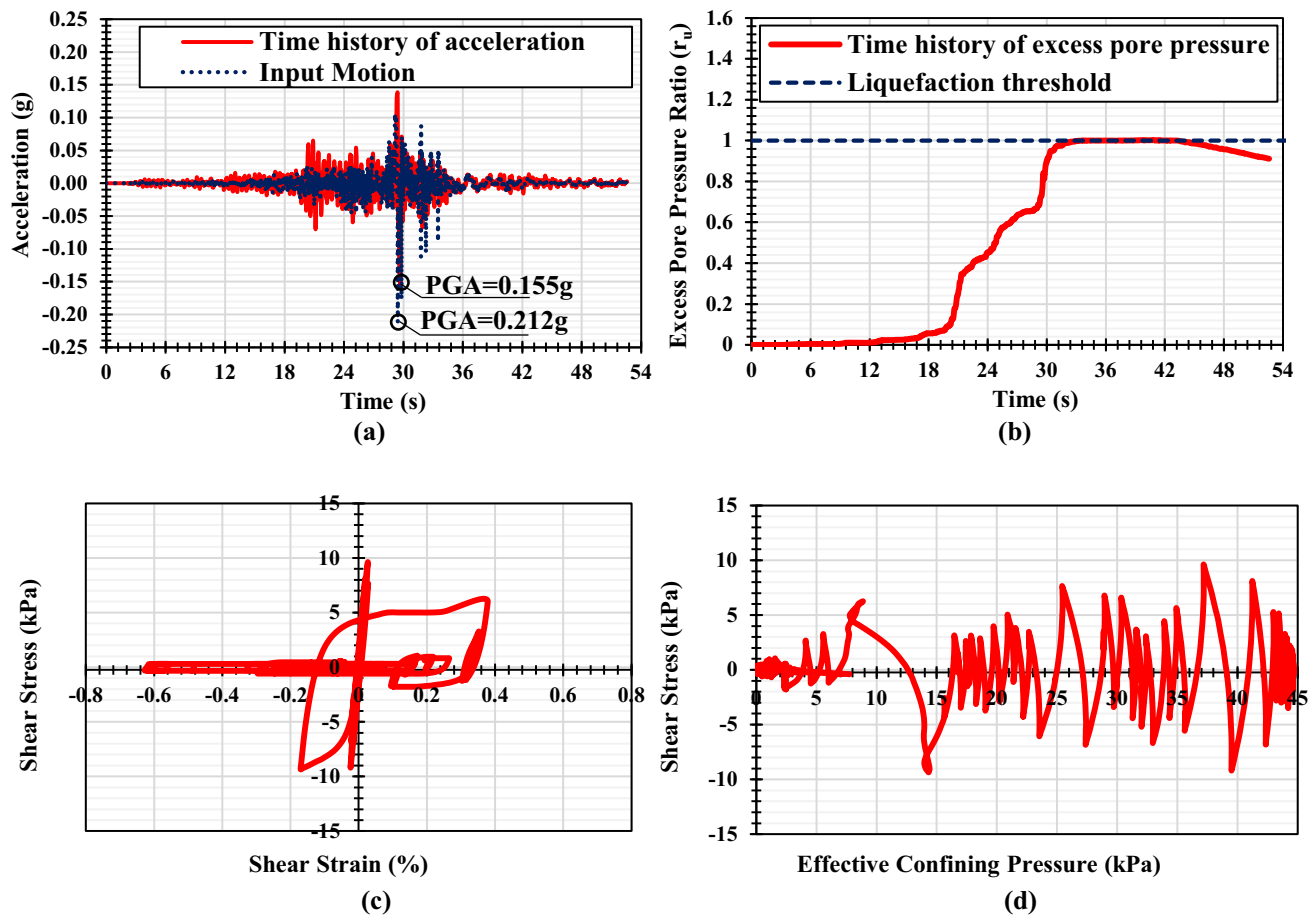 0.25
0.20
0.15
0.10
0.05
0.00
-0.05
-0.10
-0.15
-0.20
-0.25
Acceleration (g)
Time history of acceleration
Input Motion
PGA=0.155g
PGA=0.212g
0 6 12 18 24 30 36 42 48 54
Time (s)
(a)
1.6
1.4
1.2
1
0.8
0.6
0.4
0.2
0
Excess Pore Pressure Ratio (ru)
Time history of excess pore pressure
Liquefaction threshold
0 6 12 18 24 30 36 42 48 54
Time (s)
(b)
15
10
5
0
-5
-10
-15
Shear Stress (kPa)
-0.8 -0.6 -0.4 -0.2 0 0.2 0.4 0.6 0.8
Shear Strain (%)
(c)
15
10
5
0
-5
-10
-15
Shear Stress (kPa)
0 5 10 15 20 25 30 35 40 45
Effective Confining Pressure (kPa)
(d)